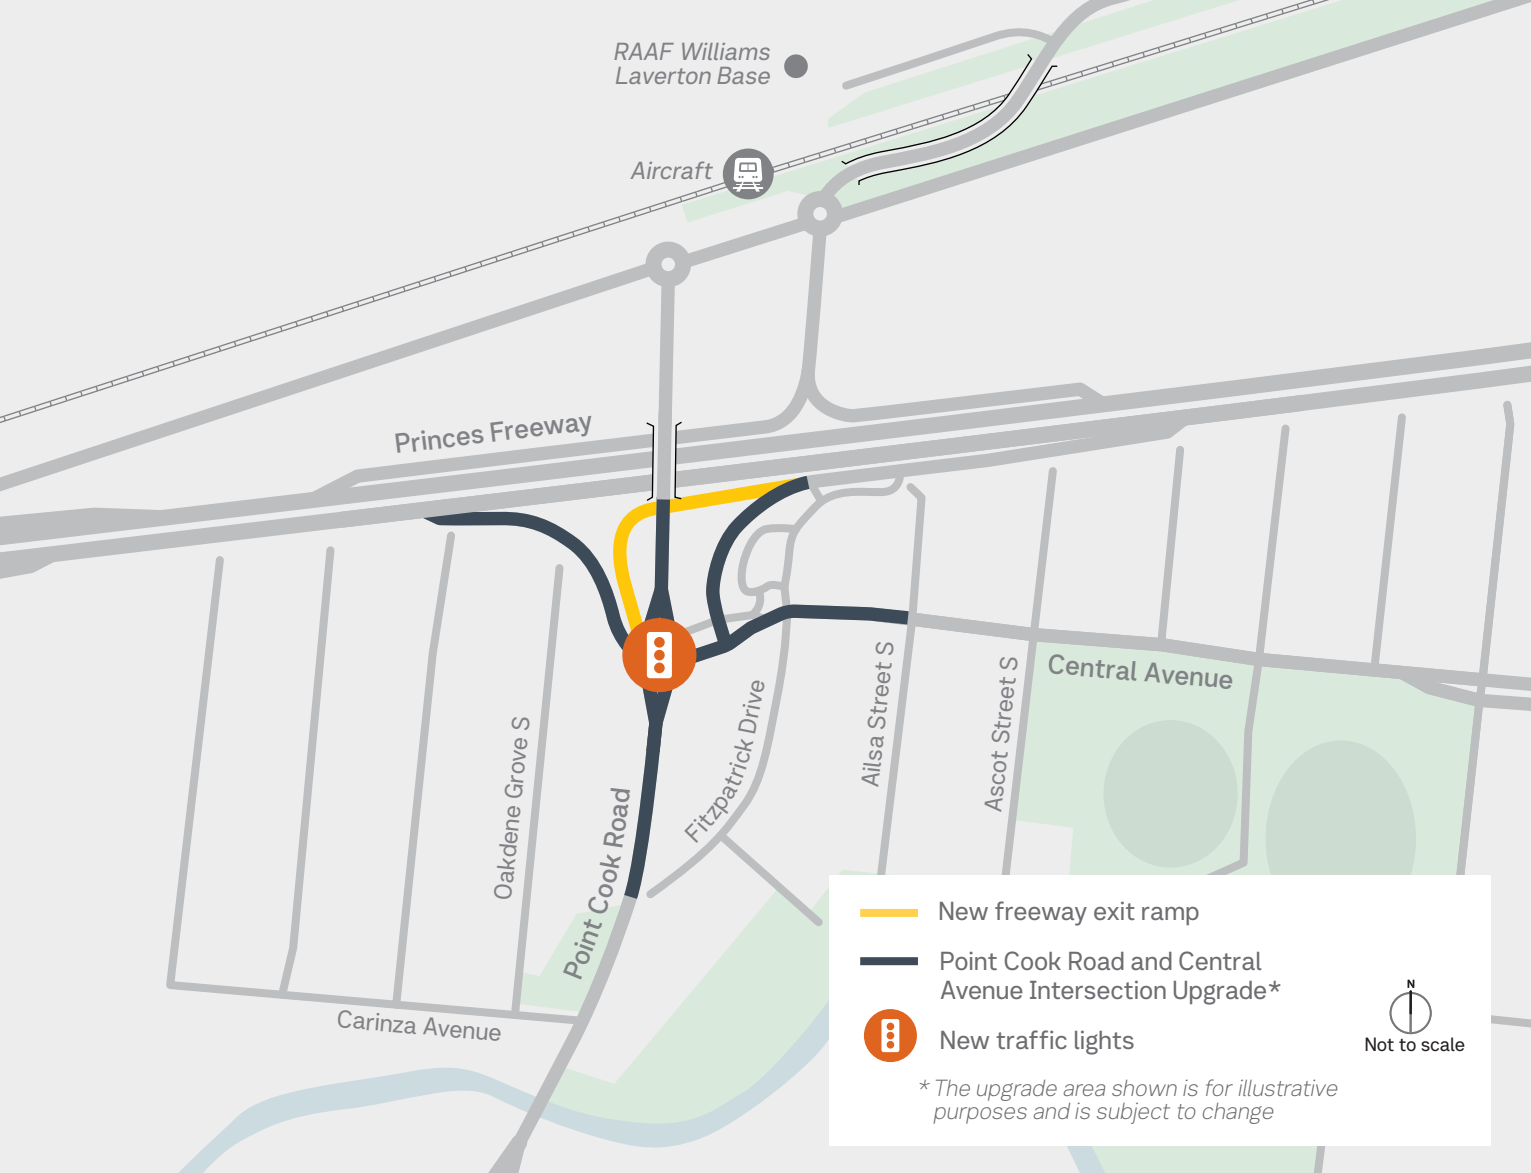 RAAF Williams
Laverton Base
Aircraft
Princes Freeway
Central Avenue
Ailsa Street S
Ascot Street S
Fitzpatrick Drive
Oakdene Grove S
Point Cook Road
Carinza Avenue
New freeway exit ramp
Point Cook Road and Central
Avenue Intersection Upgrade*
New traffic lights
N
Not to scale
* The upgrade area shown is for illustrative
purposes and is subject to change